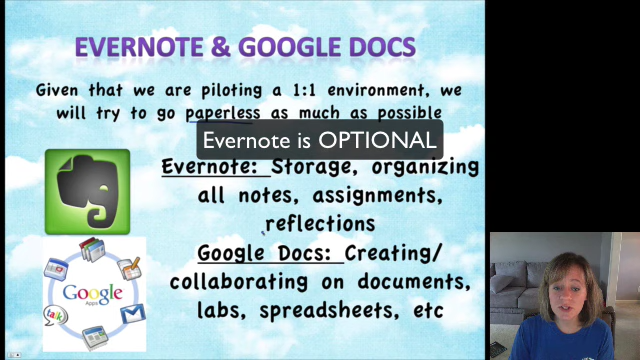 EVERNOTE & GOOGLE DOCS
Given that we are piloting a 1:1 environment, we
will try to go paperless as much as possible
Evernote is OPTIONAL
Evernote: Storage, organizing
all notes, assignments,
reflections
Google Docs: Creating/
collaborating on documents,
labs, spreadsheets, etc
Google
Apps
talk